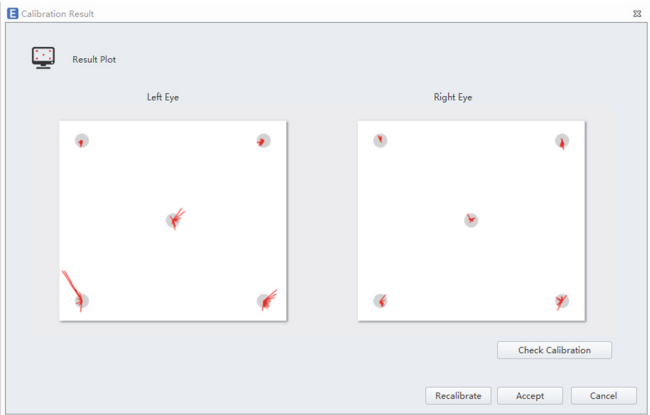 E Calibration Result
Result Plot
Left Eye
Right Eye
Check Calibration
Recalibrate
Accept
Cancel